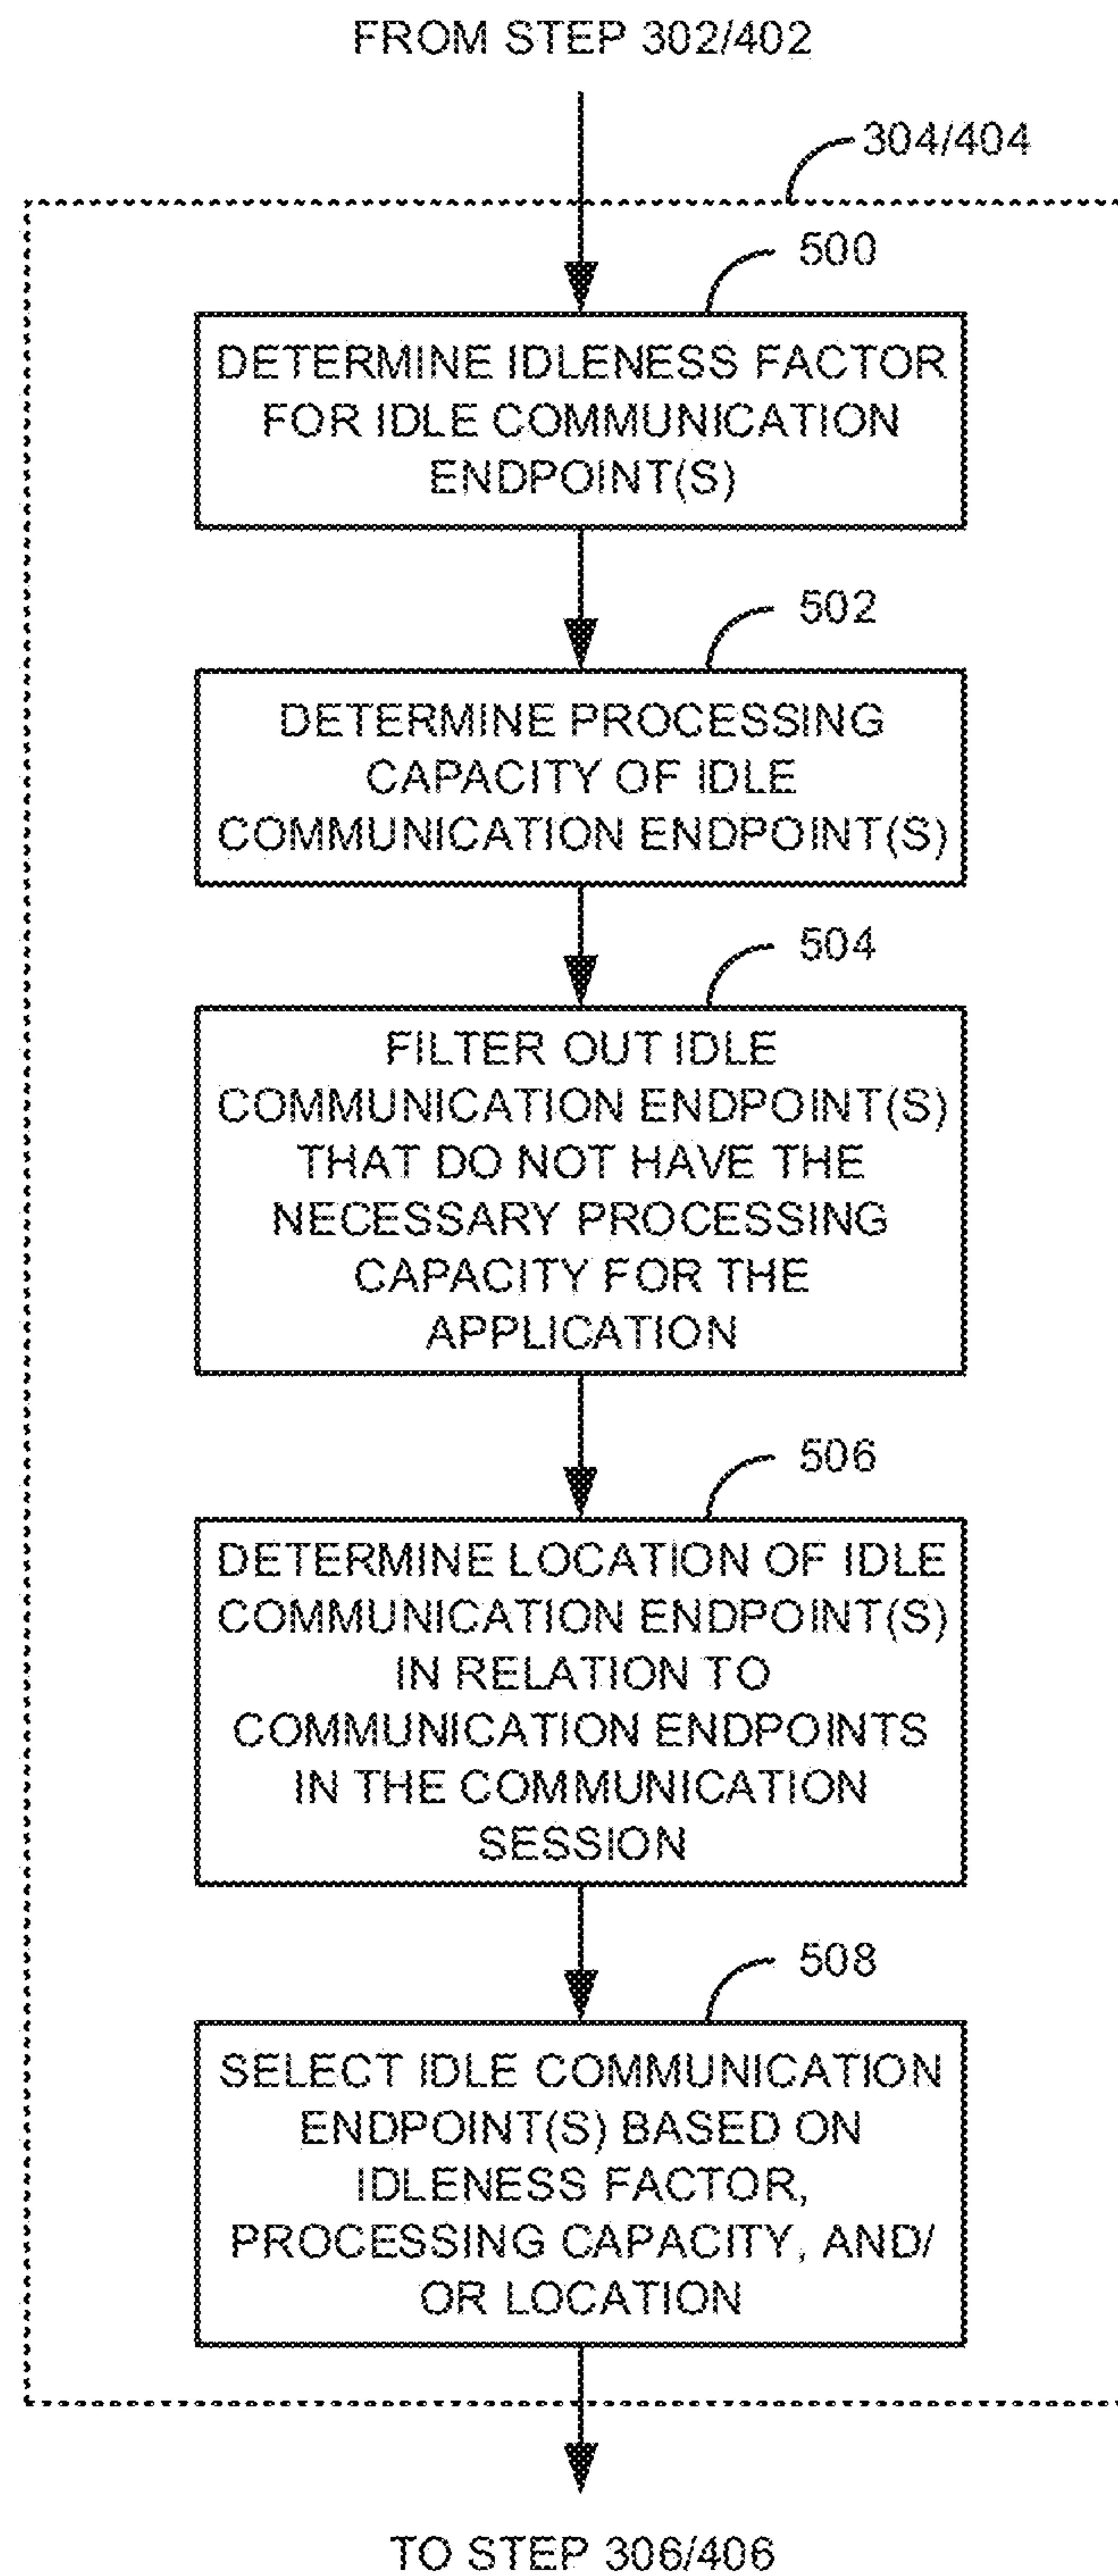 FROM STEP 302/402
304/404
500
DETERMINE IDLENESS FACTOR
FOR IDLE COMMUNICATION
ENDPOINT(S)
502
DETERMINE PROCESSING
CAPACITY OF IDLE
COMMUNICATION ENDPOINT(S)
504
FILTER OUT IDLE
COMMUNICATION ENDPOINT(S)
THAT DO NOT HAVE THE
NECESSARY PROCESSING
CAPACITY FOR THE
APPLICATION
506
DETERMINE LOCATION OF IDLE
COMMUNICATION ENDPOINT(S)
IN RELATION TO
COMMUNICATION ENDPOINTS
IN THE COMMUNICATION
SESSION
508
SELECT IDLE COMMUNICATION
ENDPOINT(S) BASED ON
IDLENESS FACTOR,
PROCESSING CAPACITY, AND/
OR LOCATION
TO STEP 306/406